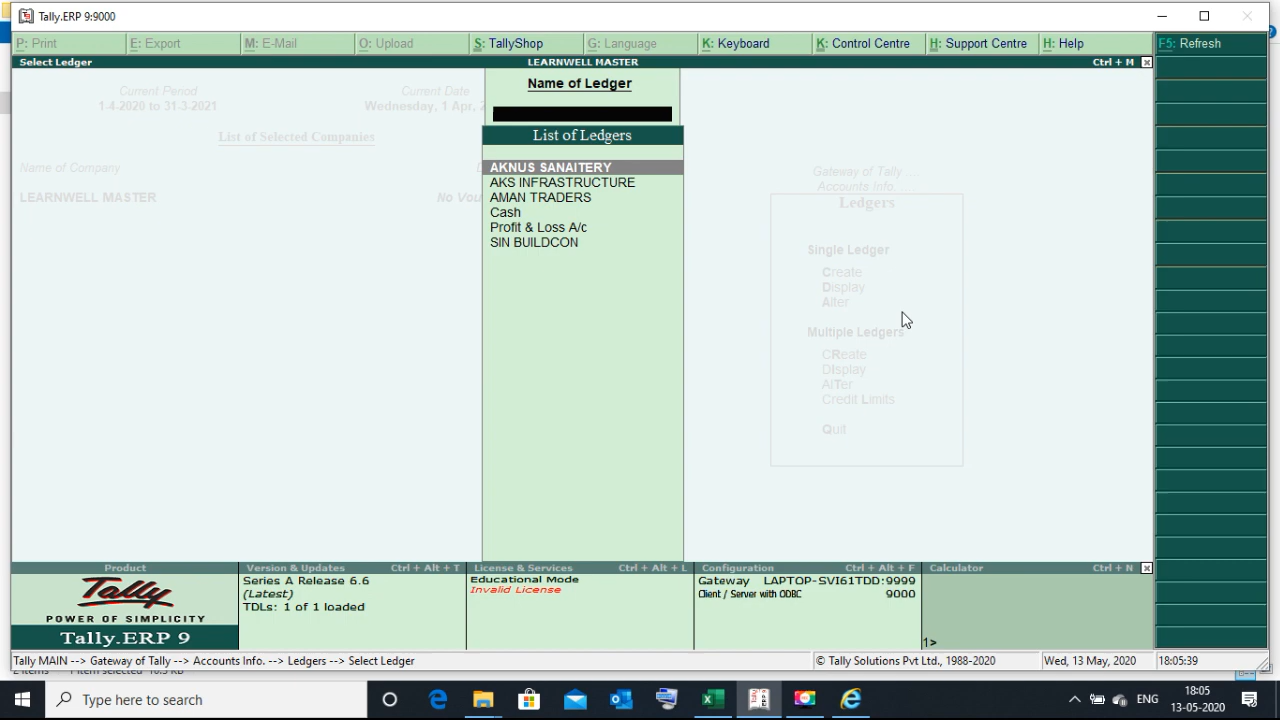 Tally.ERP 9:9000
P: Print
E: Export
M: E-Mail
O: Upload
S: TallyShop
G: Language
K: Keyboard
K: Control Centre
H: Support Centre
H: Help
F5: Refresh
Select Ledger
LEARNWELL MASTER
Ctrl + M
Current Period
1-4-2020 to 31-3-2021
Current Date
Wednesday, 1 Apr, 2
List of Selected Companies
Name of Company
LEARNWELL MASTER
No Vou
Name of Ledger
List of Ledgers
AKNUS SANAITERY
AKS INFRASTRUCTURE
AMAN TRADERS
Cash
Profit & Loss A/c
SIN BUILDCON
Gateway of Tally .....
Accounts Info. .....
Ledgers
Single Ledger
Create
Display
Alter
Multiple Ledgers
CReate
DIsplay
AlTer
Credit Limits
Quit
Product
Tally
POWER OF SIMPLICITY
Tally.ERP 9
Version & Updates
Ctrl + Alt + T
Series A Release 6.6
(Latest)
TDLs: 1 of 1 loaded
License & Services
Ctrl + Alt + L
Educational Mode
Invalid License
Configuration
Ctrl + Alt + F
Gateway LAPTOP-SVI61TDD:9999
Client / Server with ODBC 9000
Calculator
Ctrl + N
1>
Tally MAIN --> Gateway of Tally --> Accounts Info. --> Ledgers --> Select Ledger
© Tally Solutions Pvt Ltd., 1988-2020
Wed, 13 May, 2020
18:05:39
Type here to search
ENG
18:05
13-05-2020